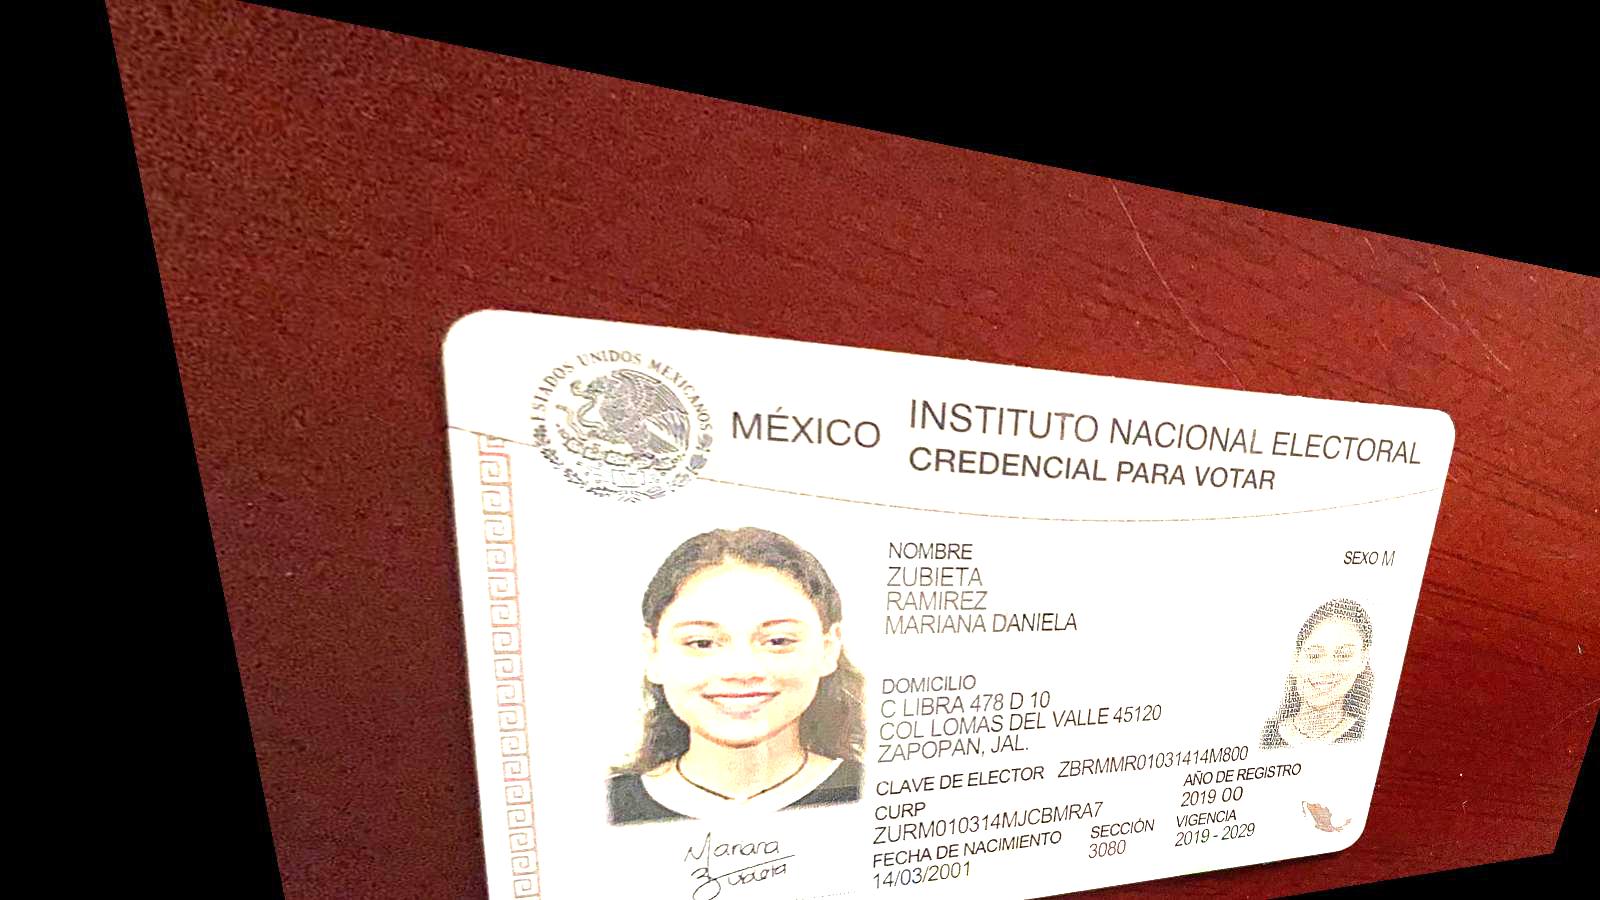 ESTADOS UNIDOS MEXICANOS
MÉXICO
INSTITUTO NACIONAL ELECTORAL
CREDENCIAL PARA VOTAR
NOMBRE
ZUBIETA
RAMIREZ
MARIANA DANIELA
SEXO M
DOMICILIO
C LIBRA 478 D 10
COL LOMAS DEL VALLE 45120
ZAPOPAN, JAL.
CLAVE DE ELECTOR ZBRMMR01031414M800
CURP
ZURM010314MJCBMRA7
AÑO DE REGISTRO
2019 00
FECHA DE NACIMIENTO
14/03/2001
SECCIÓN
3080
VIGENCIA
2019 - 2029
Mariana
Zubieta